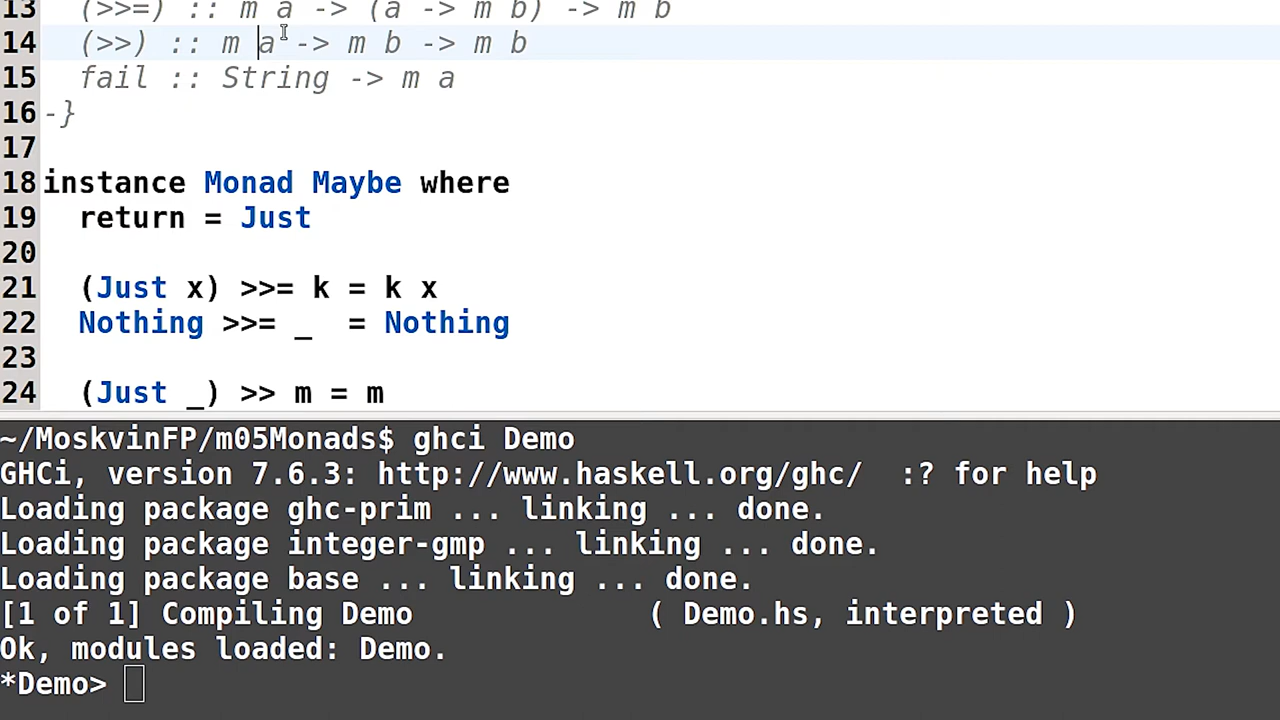 13 (>>=) :: m a -> (a -> m b) -> m b
14 (>>) :: m a -> m b -> m b
15 fail :: String -> m a
16 -}
17
18 instance Monad Maybe where
19 return = Just
20
21 (Just x) >>= k = k x
22 Nothing >>= _  = Nothing
23
24 (Just _) >> m = m
~/MoskvinFP/m05Monads$ ghci Demo
GHCi, version 7.6.3: http://www.haskell.org/ghc/  :? for help
Loading package ghc-prim ... linking ... done.
Loading package integer-gmp ... linking ... done.
Loading package base ... linking ... done.
[1 of 1] Compiling Demo             ( Demo.hs, interpreted )
Ok, modules loaded: Demo.
*Demo>